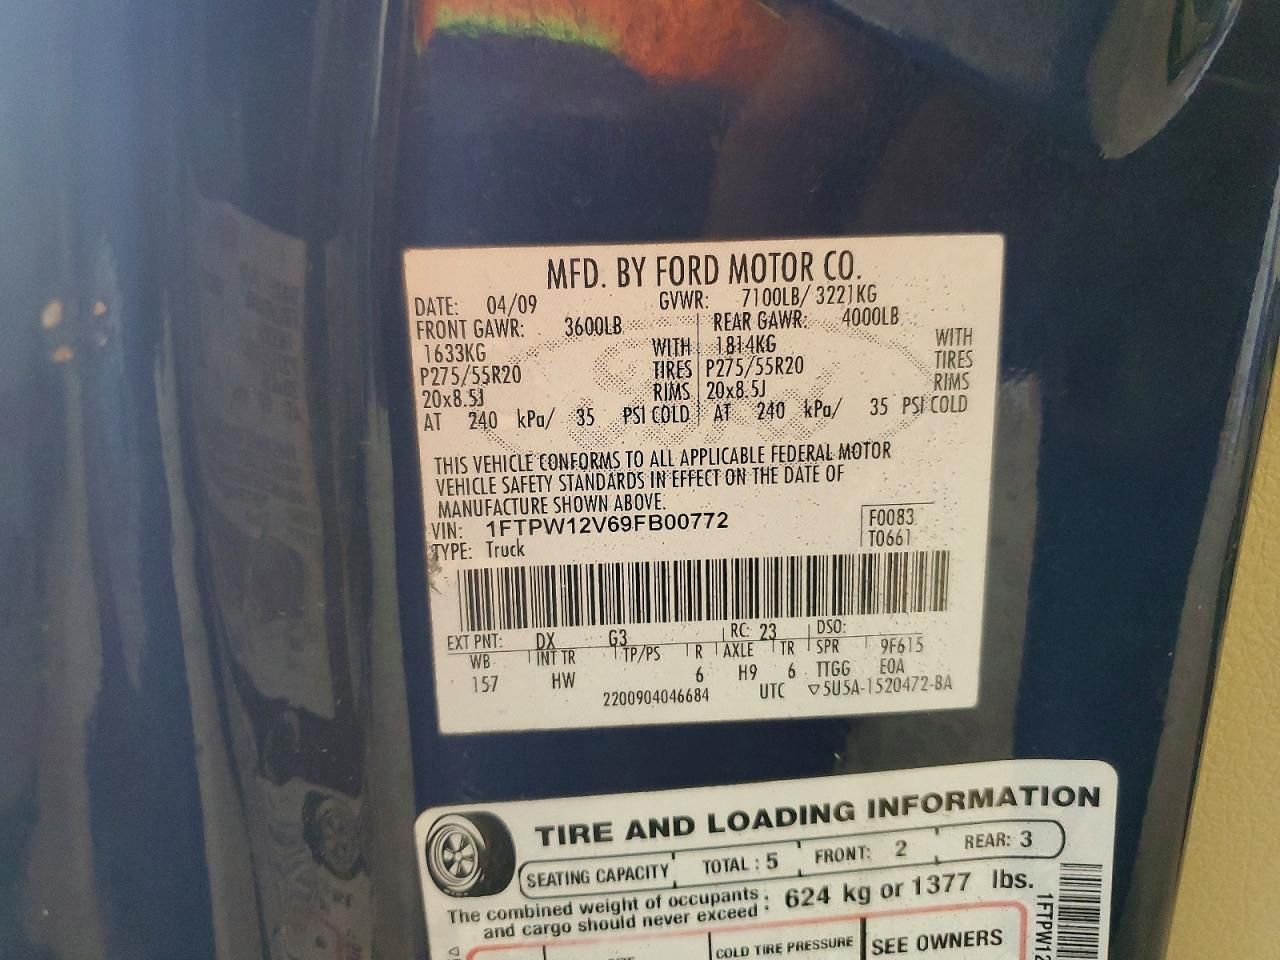 MFD. BY FORD MOTOR CO.
DATE: 04/09 GVWR: 7100LB/ 3221KG
FRONT GAWR: 3600LB REAR GAWR: 4000LB
1633KG WITH 1814KG WITH
P275/55R20 TIRES P275/55R20 TIRES
20x8.5J RIMS 20x8.5J RIMS
AT 240 kPa/ 35 PSI COLD AT 240 kPa/ 35 PSI COLD
THIS VEHICLE CONFORMS TO ALL APPLICABLE FEDERAL MOTOR
VEHICLE SAFETY STANDARDS IN EFFECT ON THE DATE OF
MANUFACTURE SHOWN ABOVE.
VIN: 1FTPW12V69FB00772 F0083
TYPE: Truck T0661
EXT PNT: DX G3 RC: 23 DSO:
WB INT TR TP/PS R AXLE TR SPR 9F615
157 HW 6 H9 6 TTGG E0A
2200904046684 UTC ▽5U5A-1520472-BA
TIRE AND LOADING INFORMATION
SEATING CAPACITY TOTAL : 5 FRONT: 2 REAR: 3
The combined weight of occupants and cargo should never exceed : 624 kg or 1377 lbs.
COLD TIRE PRESSURE SEE OWNERS
1FTPW12